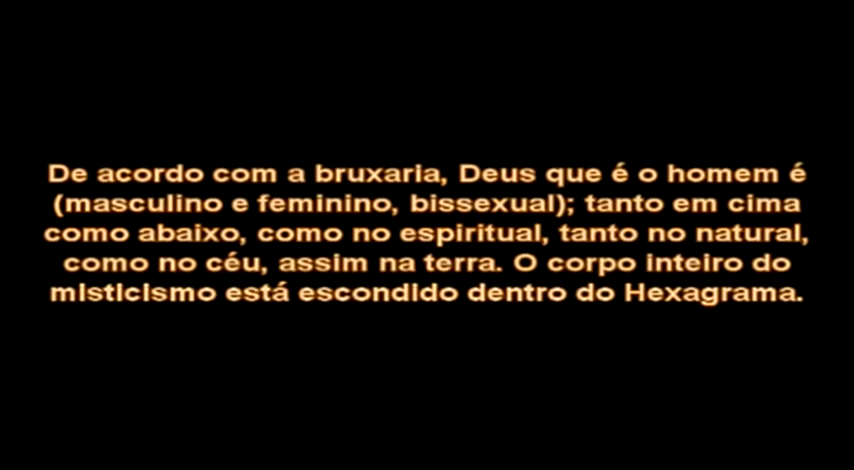 De acordo com a bruxaria, Deus que é o homem é
(masculino e feminino, bissexual); tanto em cima
como abaixo, como no espiritual, tanto no natural,
como no céu, assim na terra. O corpo inteiro do
misticismo está escondido dentro do Hexagrama.